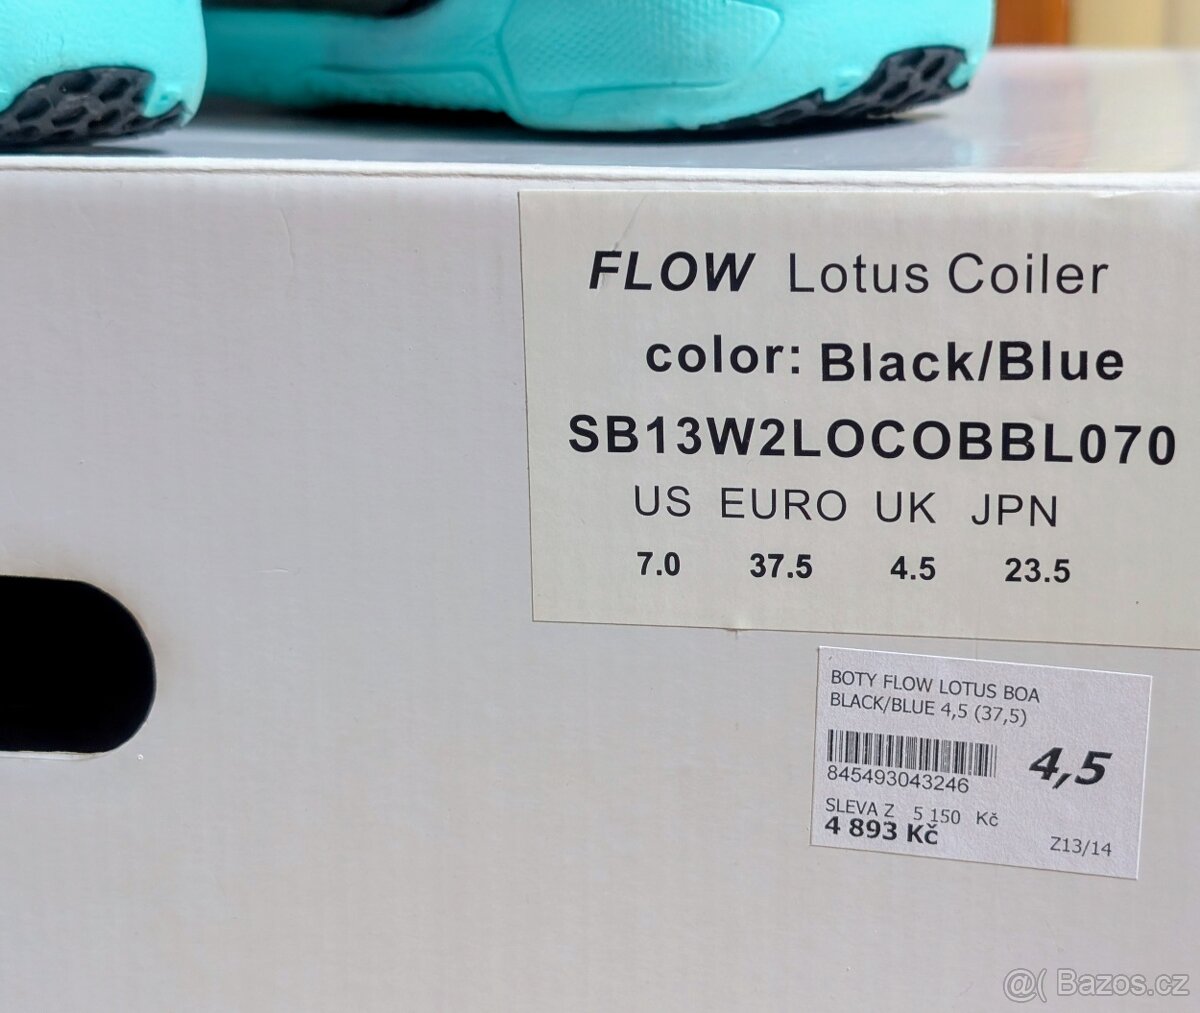 FLOW Lotus Coiler
color: Black/Blue
SB13W2LOCOBBL070
US EURO UK JPN
7.0 37.5 4.5 23.5
BOTY FLOW LOTUS BOA
BLACK/BLUE 4,5 (37,5)
845493043246
4,5
SLEVA Z 5 150 Kč
4 893 Kč
Z13/14
@( Bazos.cz